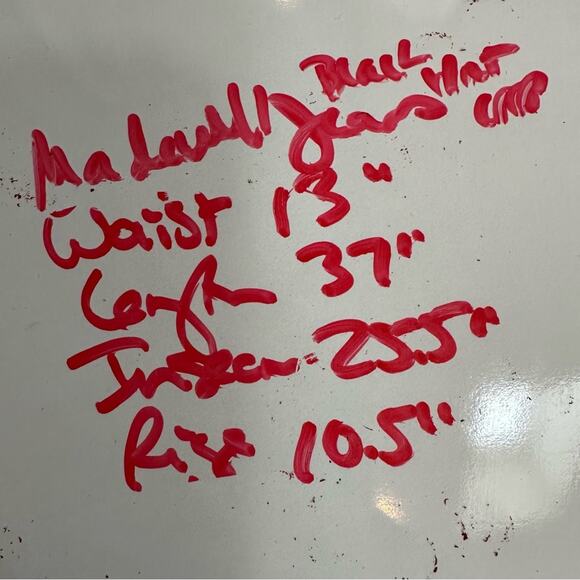 Madewell Jeans Black
Waist 13"
Length 37"
Inseam 25.5"
Rise 10.5"